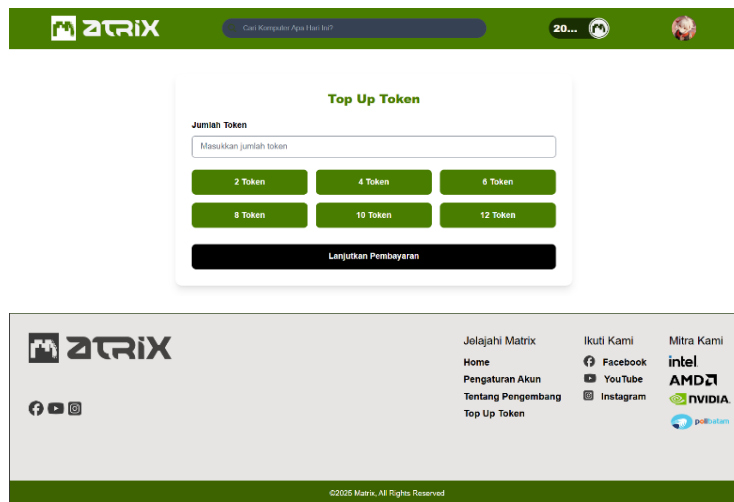 MATRIX
Cari Komputer Apa Hari Ini?
20...
Top Up Token
Jumlah Token
Masukkan jumlah token
2 Token
4 Token
6 Token
8 Token
10 Token
12 Token
Lanjutkan Pembayaran
MATRIX
Jelajahi Matrix
Home
Pengaturan Akun
Tentang Pengembang
Top Up Token
Ikuti Kami
Facebook
YouTube
Instagram
Mitra Kami
intel.
AMD
NVIDIA.
polibatam
©2025 Matrix, All Rights Reserved